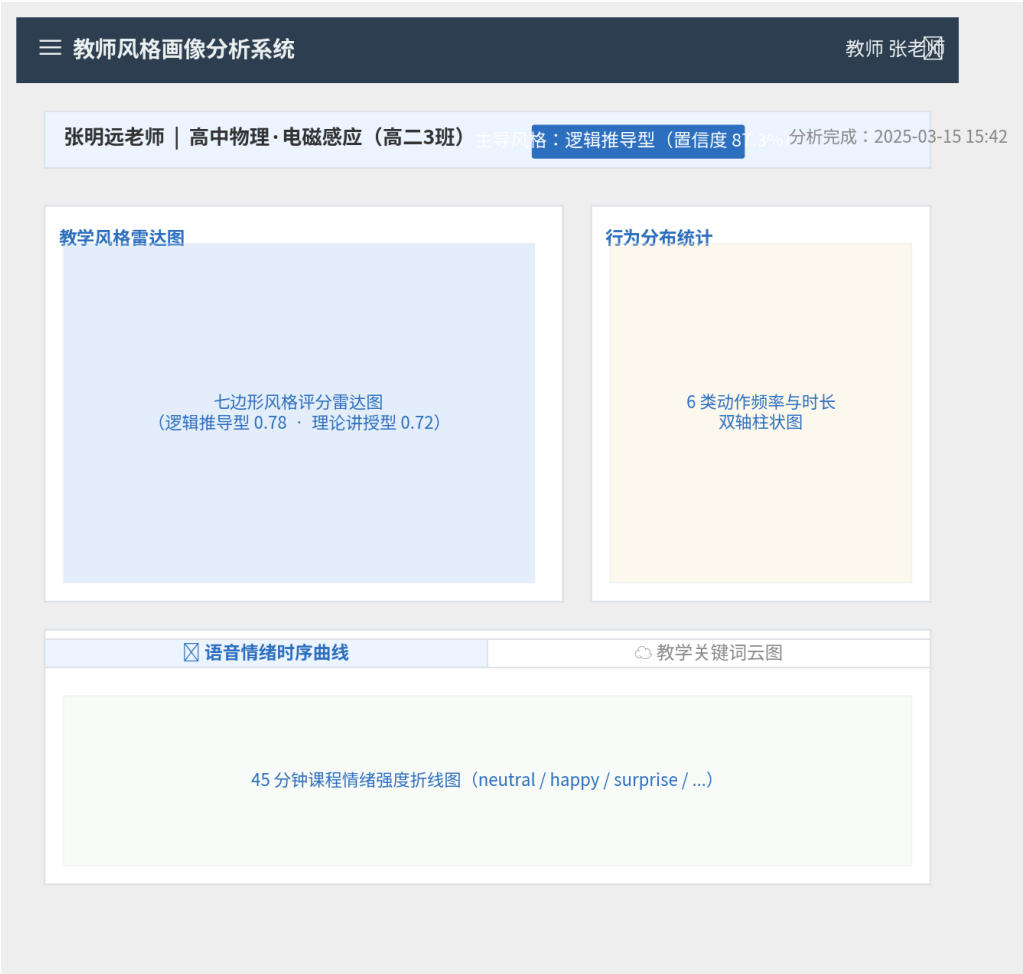 教师风格画像分析系统
教师 张老师
张明远老师｜高中物理·电磁感应（高二3班）
主导风格：逻辑推导型（置信度 87.3%
分析完成：2025-03-15 15:42
教学风格雷达图
七边形风格评分雷达图
（逻辑推导型 0.78 · 理论讲授型 0.72）
行为分布统计
6 类动作频率与时长
双轴柱状图
语音情绪时序曲线
教学关键词云图
45 分钟课程情绪强度折线图（neutral / happy / surprise / ...）